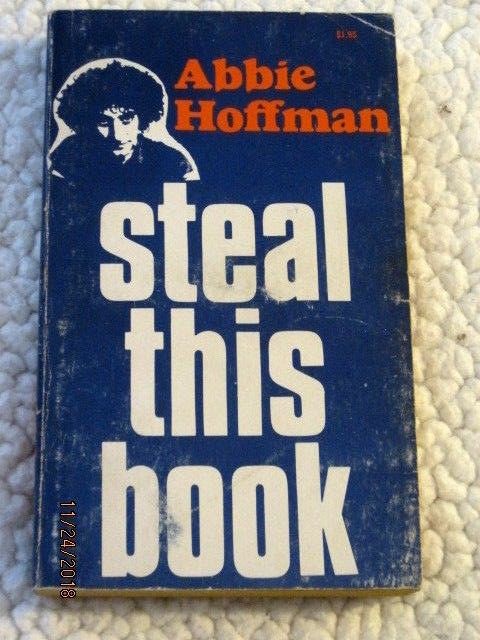 $1.95
Abbie
Hoffman
steal
this
book
11/24/2018